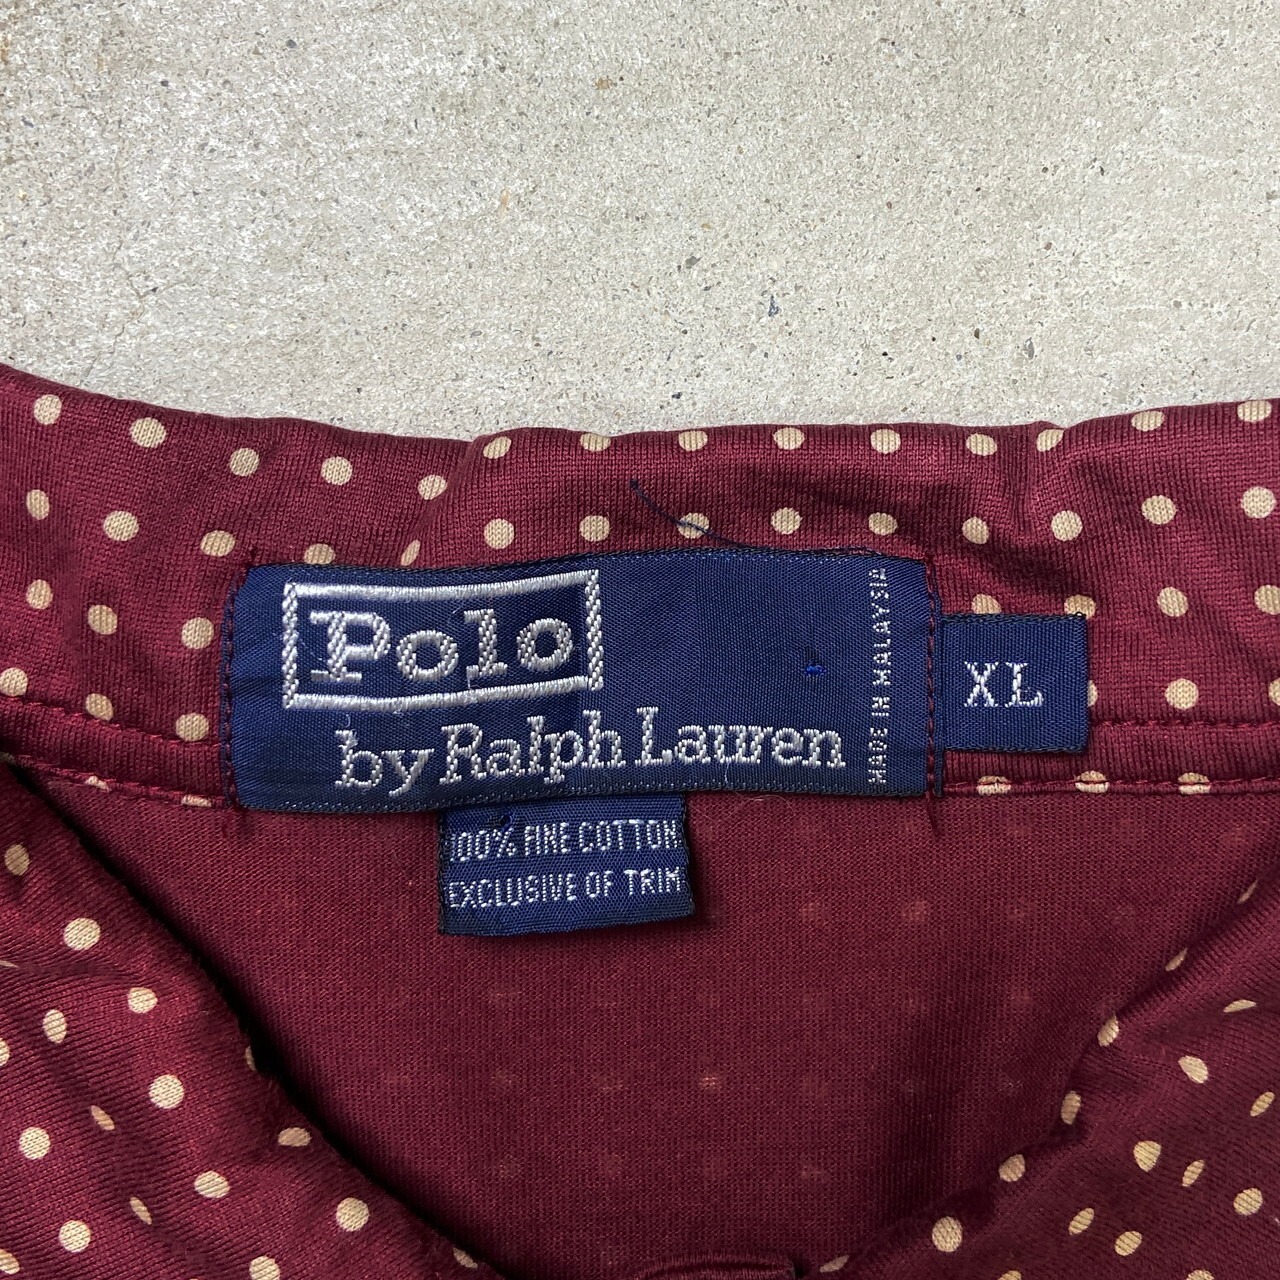 Polo
by Ralph Lauren
MADE IN MALAYSIA
XL
100% FINE COTTON
EXCLUSIVE OF TRIM